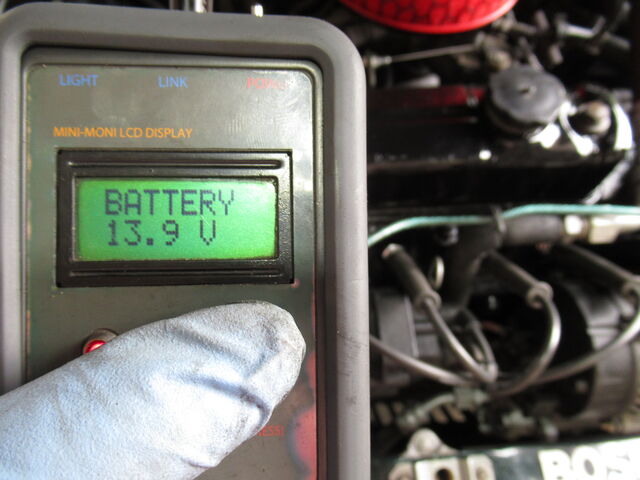 LIGHT LINK
MINI-MONI LCD DISPLAY
BATTERY
13.9 V
BOS